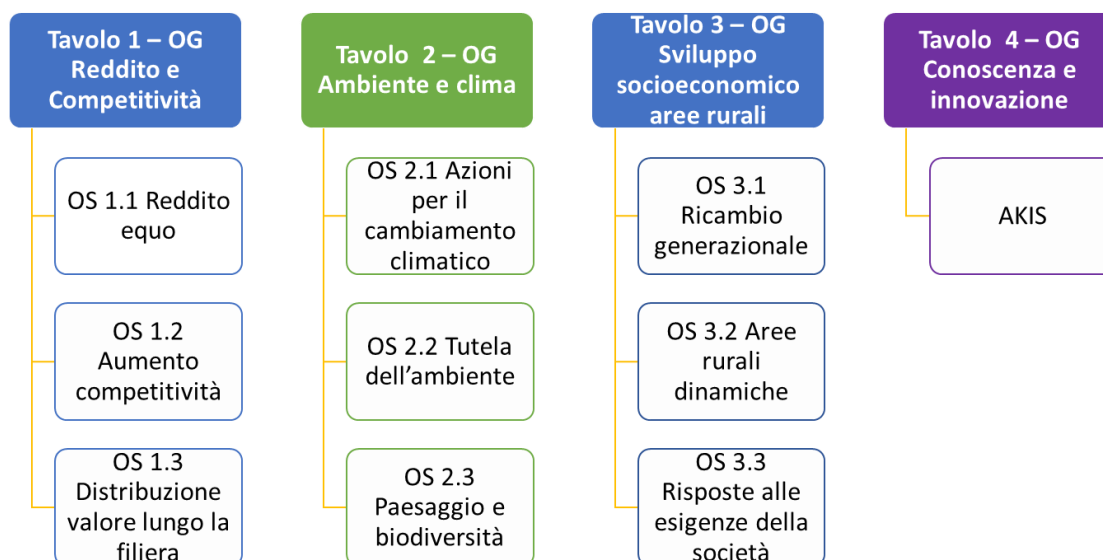 Tavolo 1 – OG
Reddito e
Competitività
OS 1.1 Reddito
equo
OS 1.2
Aumento
competitività
OS 1.3
Distribuzione
valore lungo la
filiera
Tavolo 2 – OG
Ambiente e clima
OS 2.1 Azioni
per il
cambiamento
climatico
OS 2.2 Tutela
dell’ambiente
OS 2.3
Paesaggio e
biodiversità
Tavolo 3 – OG
Sviluppo
socioeconomico
aree rurali
OS 3.1
Ricambio
generazionale
OS 3.2 Aree
rurali
dinamiche
OS 3.3
Risposte alle
esigenze della
società
Tavolo 4 – OG
Conoscenza e
innovazione
AKIS